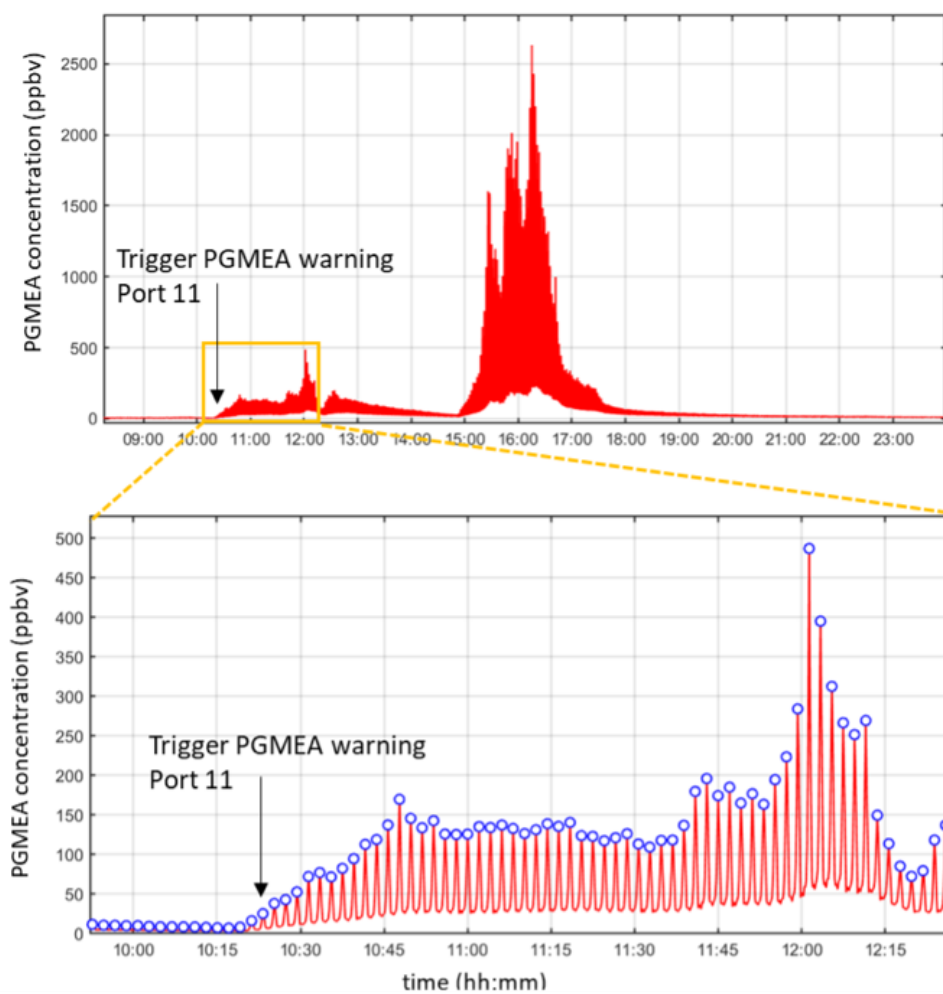 PGMEA concentration (ppbv)
2500
2000
1500
1000
500
0
Trigger PGMEA warning
Port 11
09:00 10:00 11:00 12:00 13:00 14:00 15:00 16:00 17:00 18:00 19:00 20:00 21:00 22:00 23:00
PGMEA concentration (ppbv)
500
450
400
350
300
250
200
150
100
50
0
Trigger PGMEA warning
Port 11
10:00 10:15 10:30 10:45 11:00 11:15 11:30 11:45 12:00 12:15
time (hh:mm)